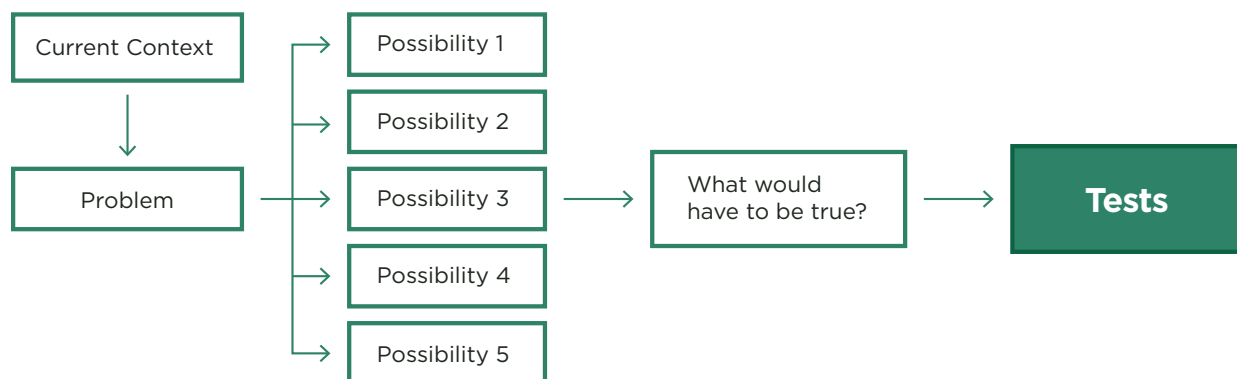 Current Context
Problem
Possibility 1
Possibility 2
Possibility 3
Possibility 4
Possibility 5
What would
have to be true?
Tests